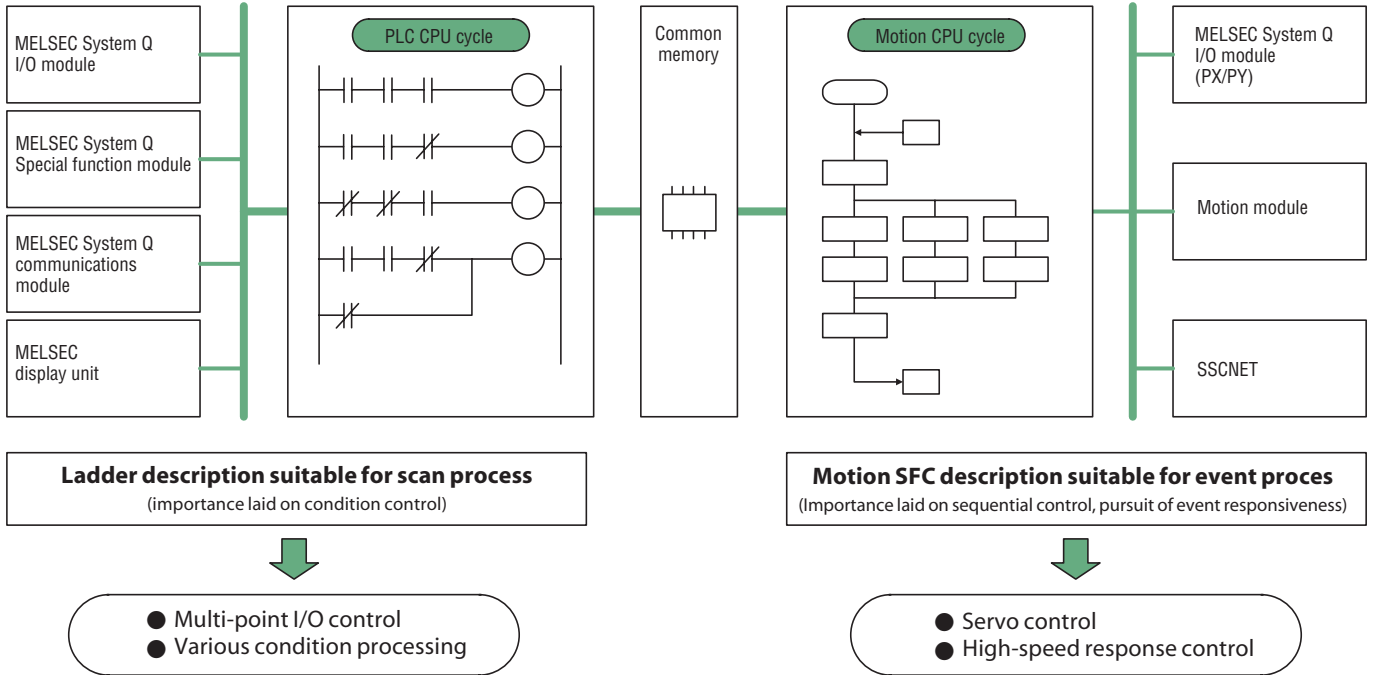 MELSEC System Q
I/O module
MELSEC System Q
Special function module
MELSEC System Q
communications
module
MELSEC
display unit
PLC CPU cycle
Common
memory
Motion CPU cycle
MELSEC System Q
I/O module
(PX/PY)
Motion module
SSCNET
Ladder description suitable for scan process
(importance laid on condition control)
Motion SFC description suitable for event proces
(Importance laid on sequential control, pursuit of event responsiveness)
● Multi-point I/O control
● Various condition processing
● Servo control
● High-speed response control